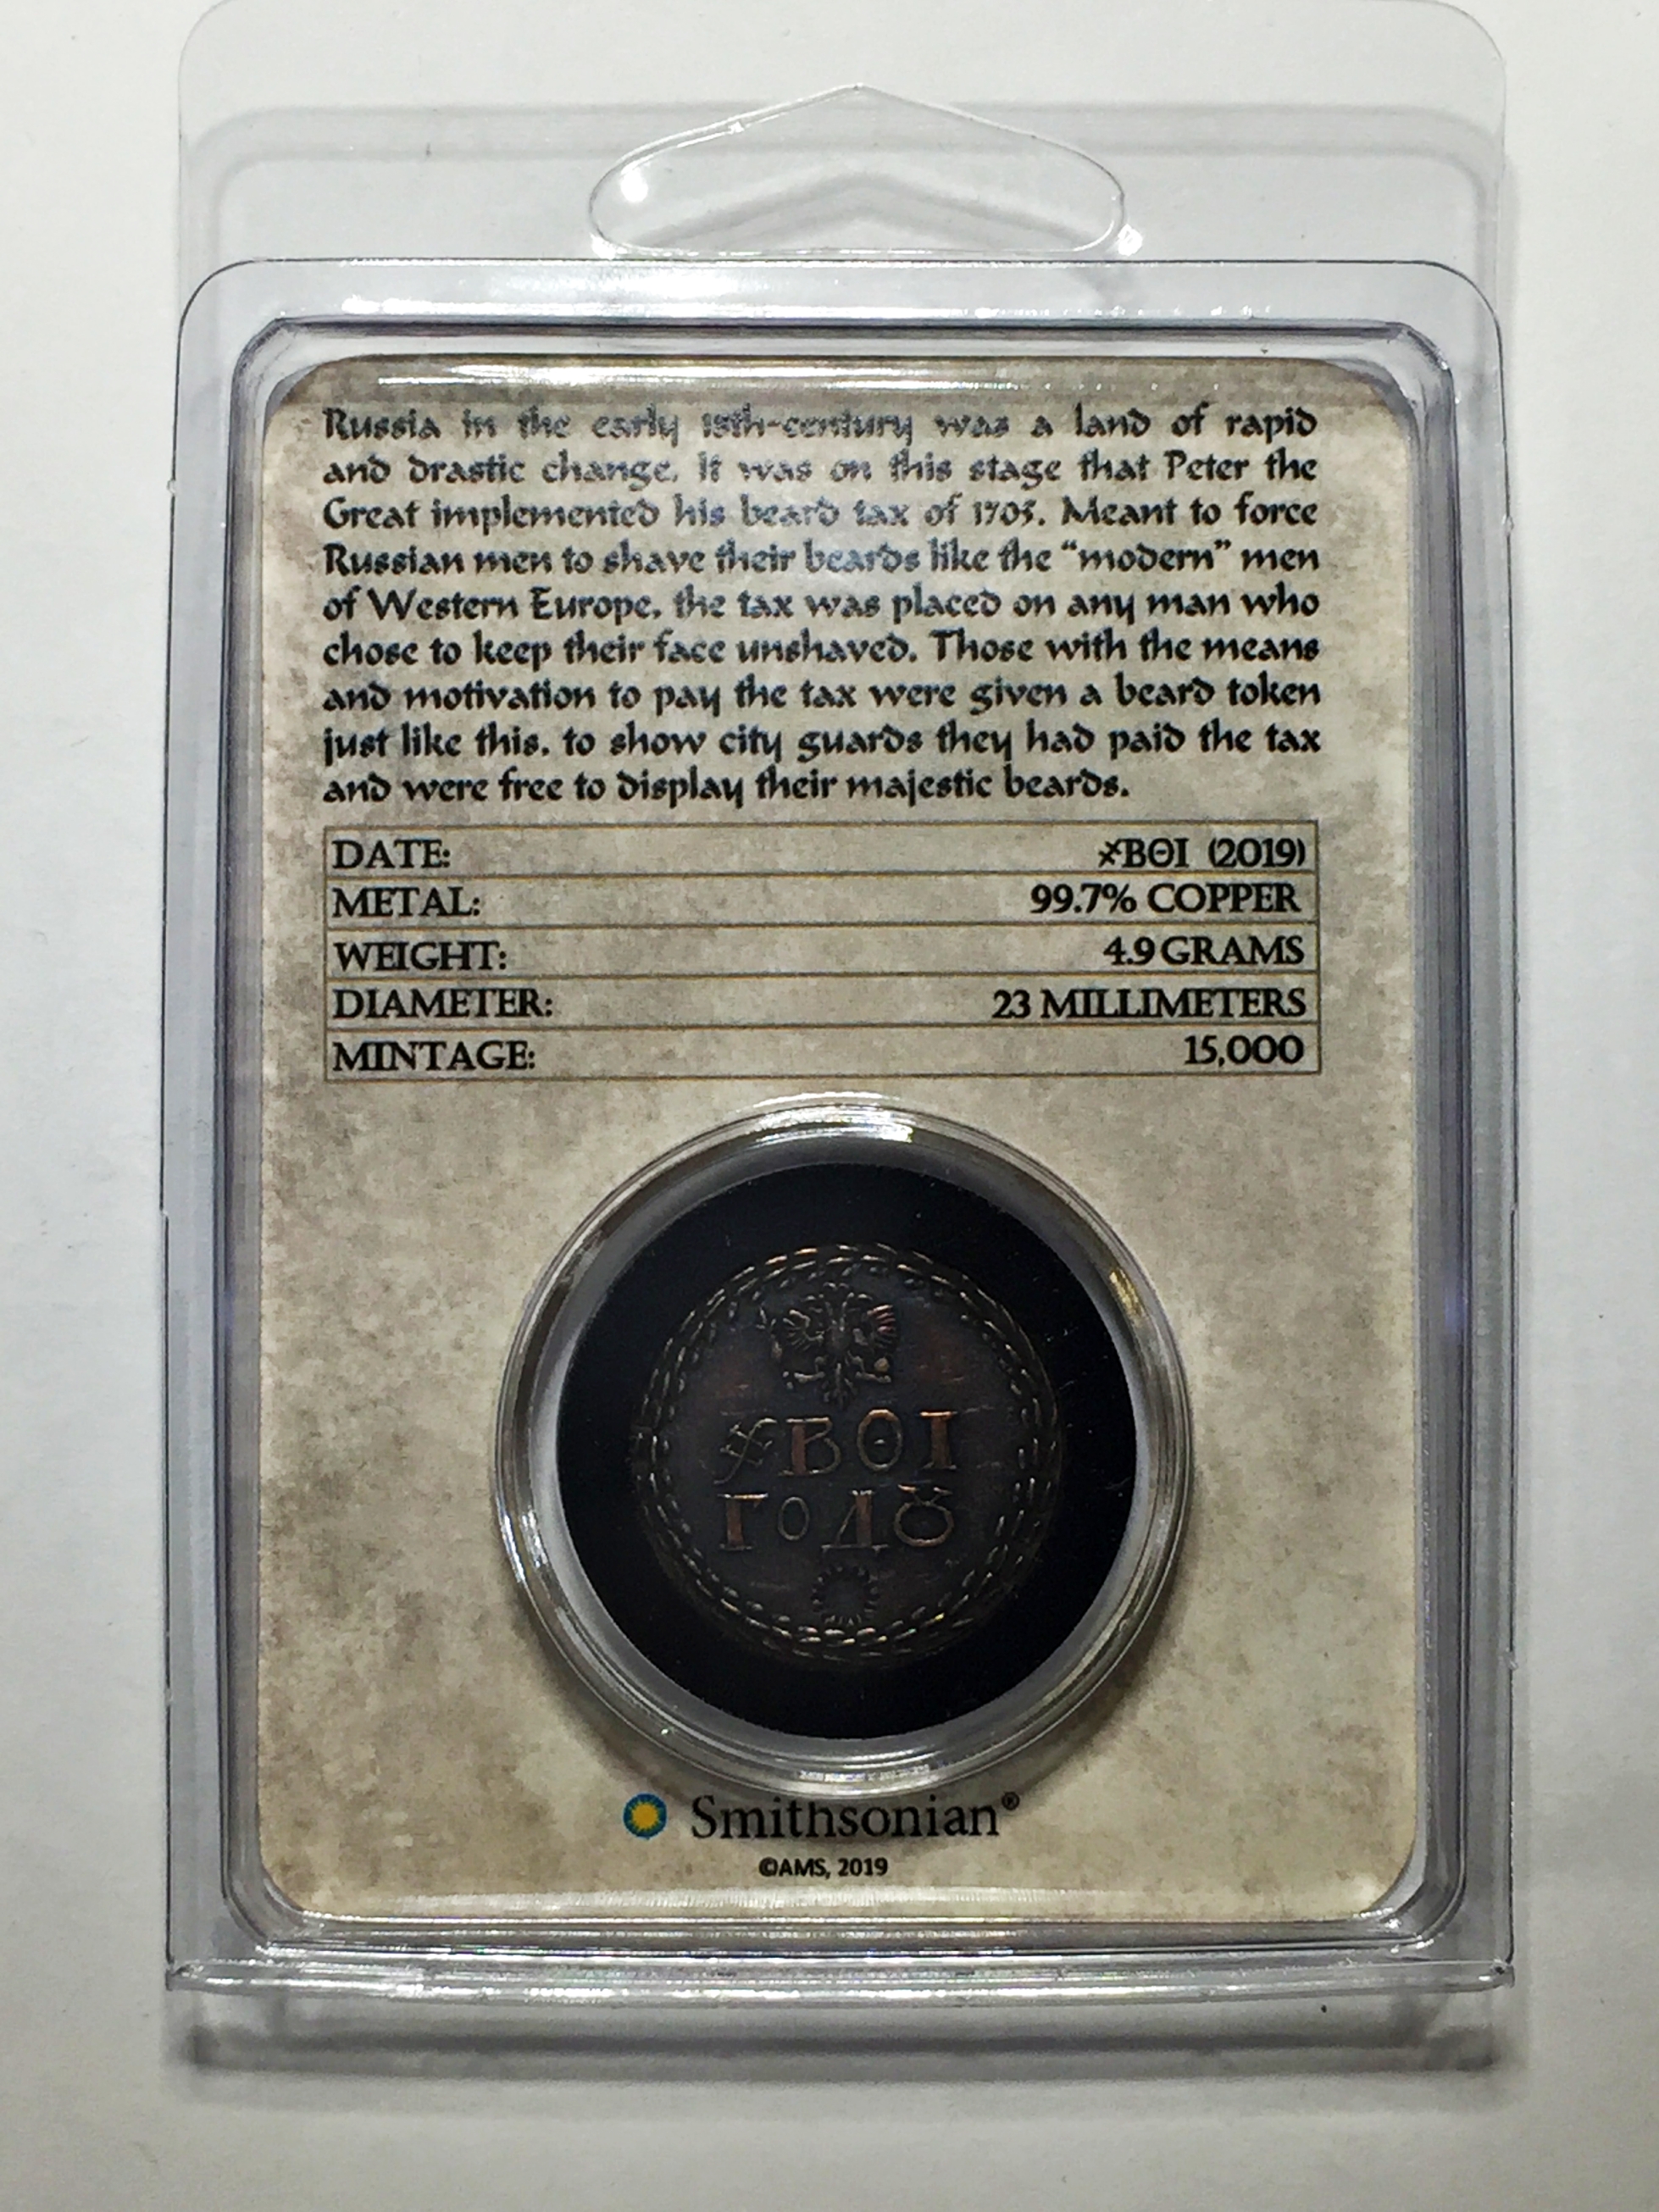 Russia in the early 18th-century was a land of rapid
and drastic change. It was on this stage that Peter the
Great implemented his beard tax of 1705. Meant to force
Russian men to shave their beards like the “modern” men
of Western Europe, the tax was placed on any man who
chose to keep their face unshaved. Those with the means
and motivation to pay the tax were given a beard token
just like this, to show city guards they had paid the tax
and were free to display their majestic beards.
DATE: ҂ВѲІ (2019)
METAL: 99.7% COPPER
WEIGHT: 4.9 GRAMS
DIAMETER: 23 MILLIMETERS
MINTAGE: 15,000
҂ВѲІ
ГОДꙊ
Smithsonian®
©AMS, 2019